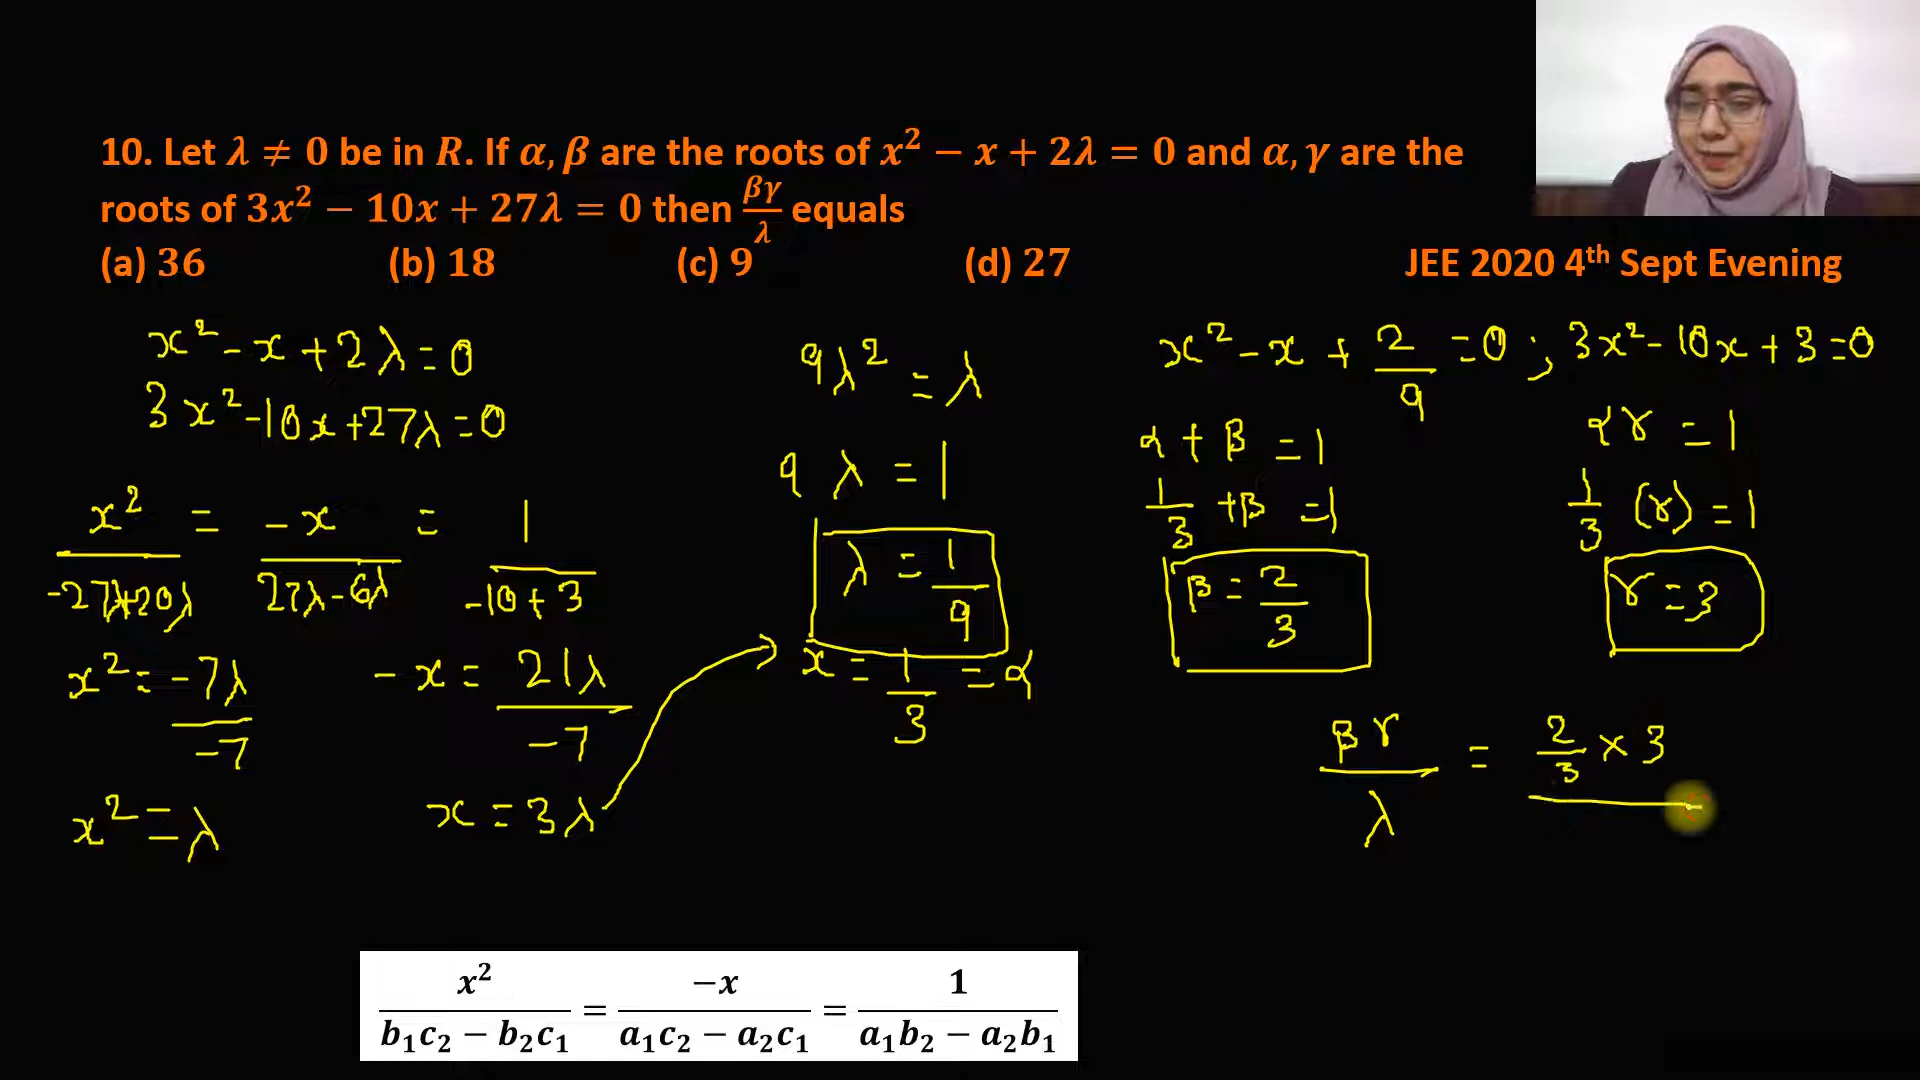 10. Let λ ≠ 0 be in R. If α, β are the roots of x² − x + 2λ = 0 and α, γ are the
roots of 3x² − 10x + 27λ = 0 then βγ/λ equals
(a) 36 (b) 18 (c) 9 (d) 27 JEE 2020 4th Sept Evening
x² - x + 2λ = 0
3x² - 10x + 27λ = 0
x²/(-27λ+20λ) = -x/(27λ-6λ) = 1/(-10+3)
x² = -7λ/-7
-x = 21λ/-7
x² = λ
x = 3λ
9λ² = λ
9λ = 1
λ = 1/9
x = 1/3 = α
x² - x + 2/9 = 0 ; 3x² - 10x + 3 = 0
α + β = 1
1/3 + β = 1
β = 2/3
αγ = 1
1/3 (γ) = 1
γ = 3
βγ/λ = 2/3 × 3
x²/(b₁c₂ − b₂c₁) = −x/(a₁c₂ − a₂c₁) = 1/(a₁b₂ − a₂b₁)